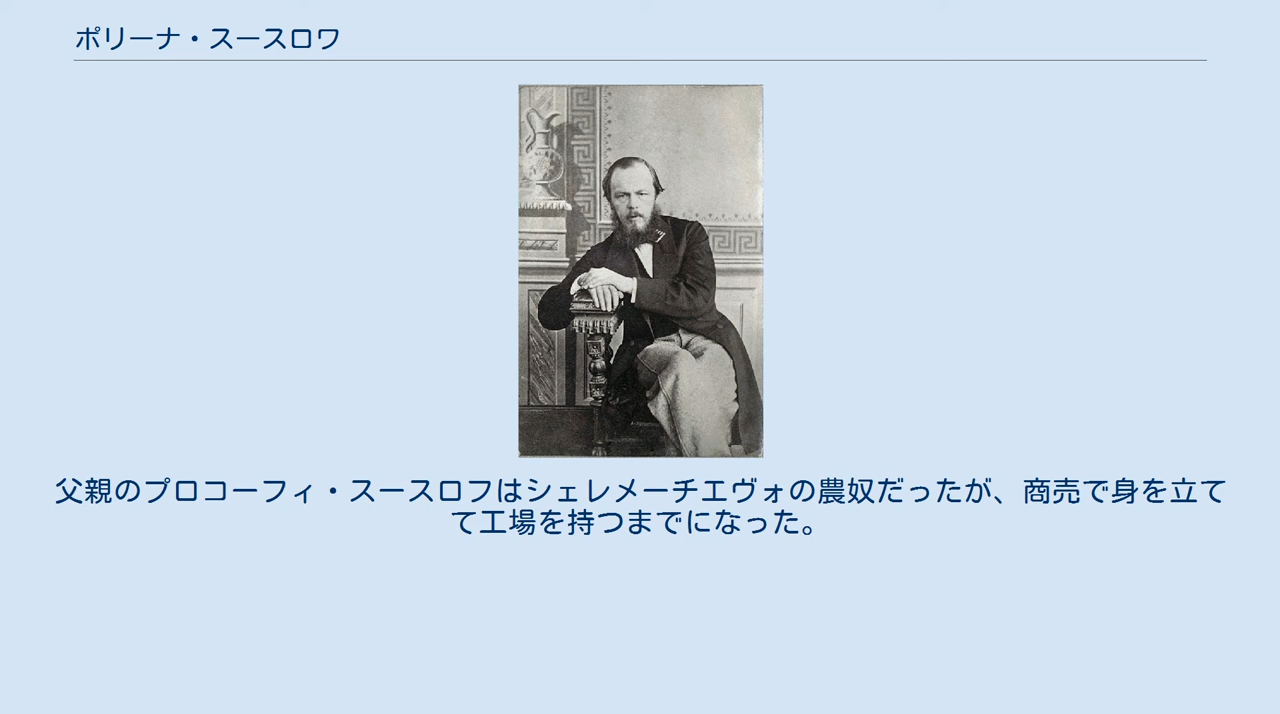 ポリーナ・スースロワ
父親のプロコーフィ・スースロフはシェレメーチエヴォの農奴だったが、商売で身を立て
て工場を持つまでになった。